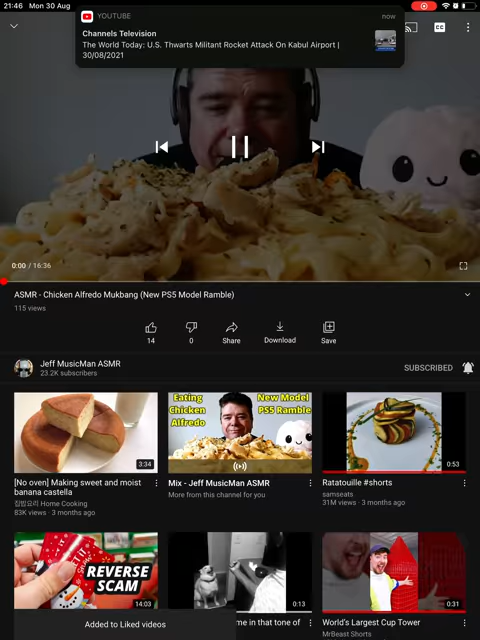 21:46 Mon 30 Aug
YOUTUBE
now
Channels Television
The World Today: U.S. Thwarts Militant Rocket Attack On Kabul Airport |
30/08/2021
CC
0:00 / 16:36
ASMR - Chicken Alfredo Mukbang (New PS5 Model Ramble)
115 views
14
0
Share
Download
Save
Jeff MusicMan ASMR
23.2K subscribers
SUBSCRIBED
3:34
Eating
Chicken
Alfredo
New Model
PS5 Ramble
0:53
[No oven] Making sweet and moist
banana castella
집밥요리 Home Cooking
83K views · 3 months ago
Mix - Jeff MusicMan ASMR
More from this channel for you
Ratatouille #shorts
samseats
31M views · 3 months ago
REVERSE
SCAM
14:03
0:13
0:31
Added to Liked videos
me in that tone of
World's Largest Cup Tower
MrBeast Shorts